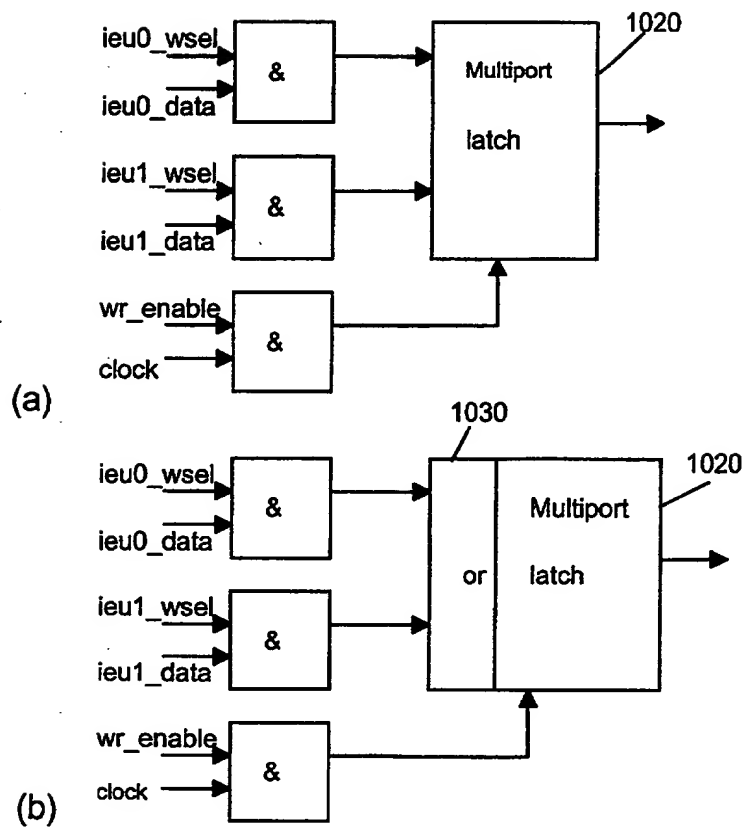 ieu0_wsel
ieu0_data
&
Multiport
latch
1020
ieu1_wsel
ieu1_data
&
wr_enable
clock
&
(a)
1030
1020
ieu0_wsel
ieu0_data
&
or
Multiport
latch
ieu1_wsel
ieu1_data
&
wr_enable
clock
&
(b)